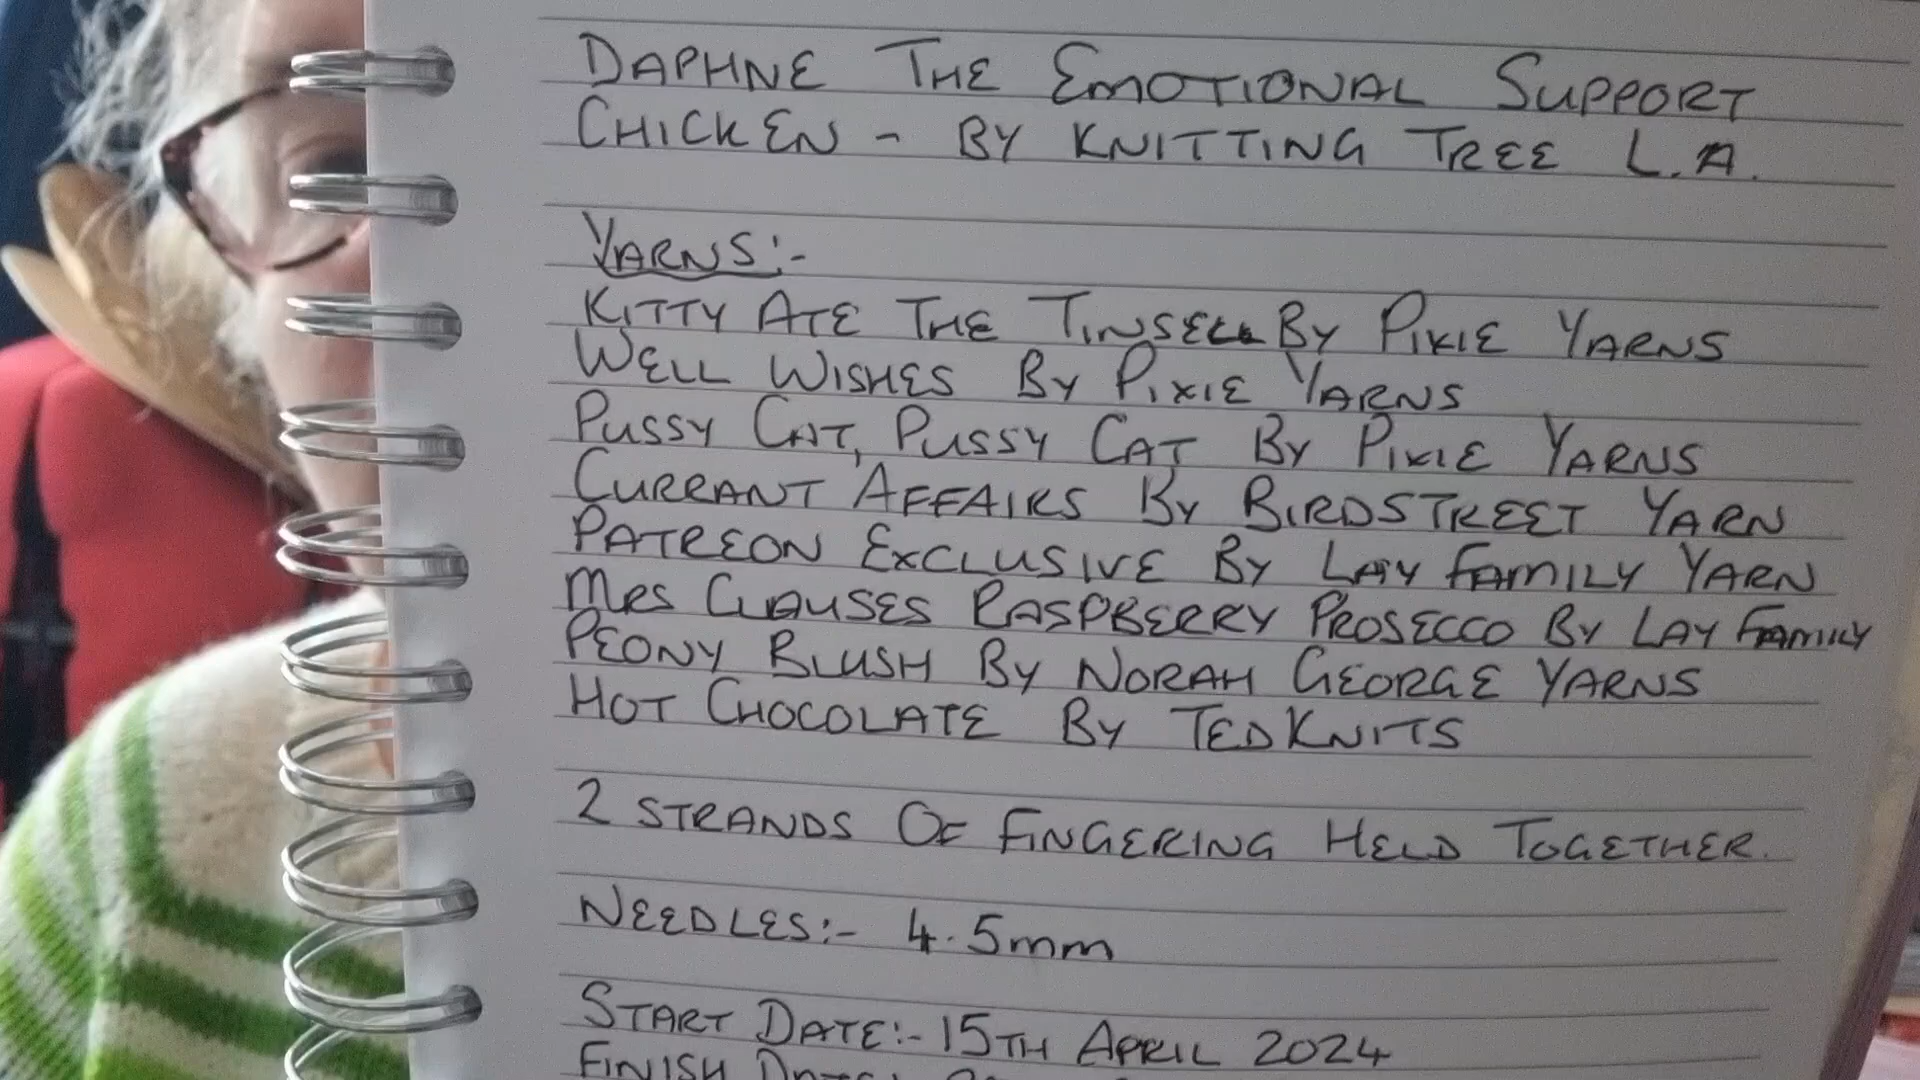 DAPHNE THE EMOTIONAL SUPPORT
CHICKEN - BY KNITTING TREE L.A.
YARNS:-
KITTY ATE THE TINSEL BY PIXIE YARNS
WELL WISHES BY PIXIE YARNS
PUSSY CAT, PUSSY CAT BY PIXIE YARNS
CURRANT AFFAIRS BY BIRDSTREET YARN
PATREON EXCLUSIVE BY LAY FAMILY YARN
MRS CLAUSES RASPBERRY PROSECCO BY LAY FAMILY
PEONY BLUSH BY NORAH GEORGE YARNS
HOT CHOCOLATE BY TEDKNITS
2 STRANDS OF FINGERING HELD TOGETHER.
NEEDLES:- 4.5mm
START DATE:- 15TH APRIL 2024
FINISH DATE: